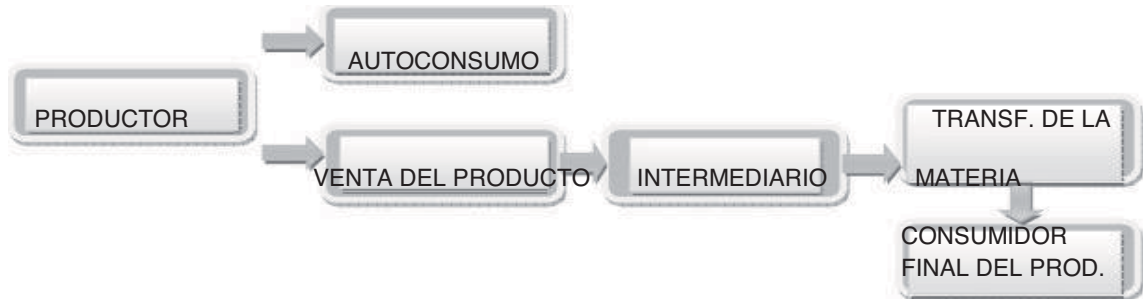 AUTOCONSUMO
PRODUCTOR
VENTA DEL PRODUCTO
INTERMEDIARIO
TRANSF. DE LA
MATERIA
CONSUMIDOR
FINAL DEL PROD.